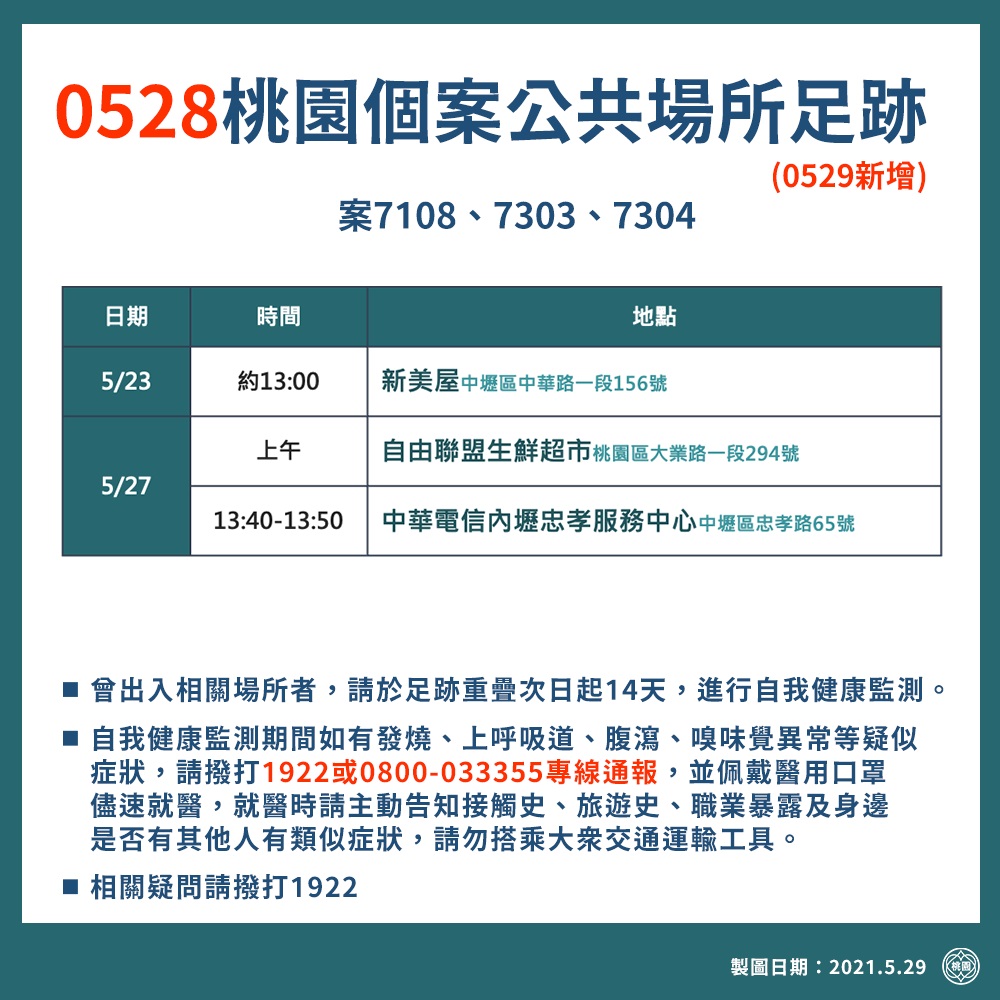 0528桃園個案公共場所足跡
(0529新增)
案7108、7303、7304
日期 時間 地點
5/23 約13:00 新美屋中壢區中華路一段156號
5/27 上午 自由聯盟生鮮超市桃園區大業路一段294號
13:40-13:50 中華電信內壢忠孝服務中心中壢區忠孝路65號
■ 曾出入相關場所者，請於足跡重疊次日起14天，進行自我健康監測。
■ 自我健康監測期間如有發燒、上呼吸道、腹瀉、嗅味覺異常等疑似
症狀，請撥打1922或0800-033355專線通報，並佩戴醫用口罩
儘速就醫，就醫時請主動告知接觸史、旅遊史、職業暴露及身邊
是否有其他人有類似症狀，請勿搭乘大眾交通運輸工具。
■ 相關疑問請撥打1922
製圖日期：2021.5.29 桃園